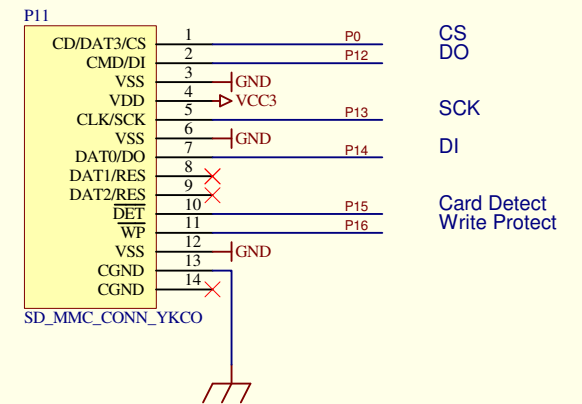 P11
CD/DAT3/CS 1 P0 CS
CMD/DI 2 P12 DO
VSS 3 GND
VDD 4 VCC3
CLK/SCK 5 P13 SCK
VSS 6 GND
DAT0/DO 7 P14 DI
DAT1/RES 8
DAT2/RES 9
DET 10 P15 Card Detect
WP 11 P16 Write Protect
VSS 12 GND
CGND 13
CGND 14
SD_MMC_CONN_YKCO